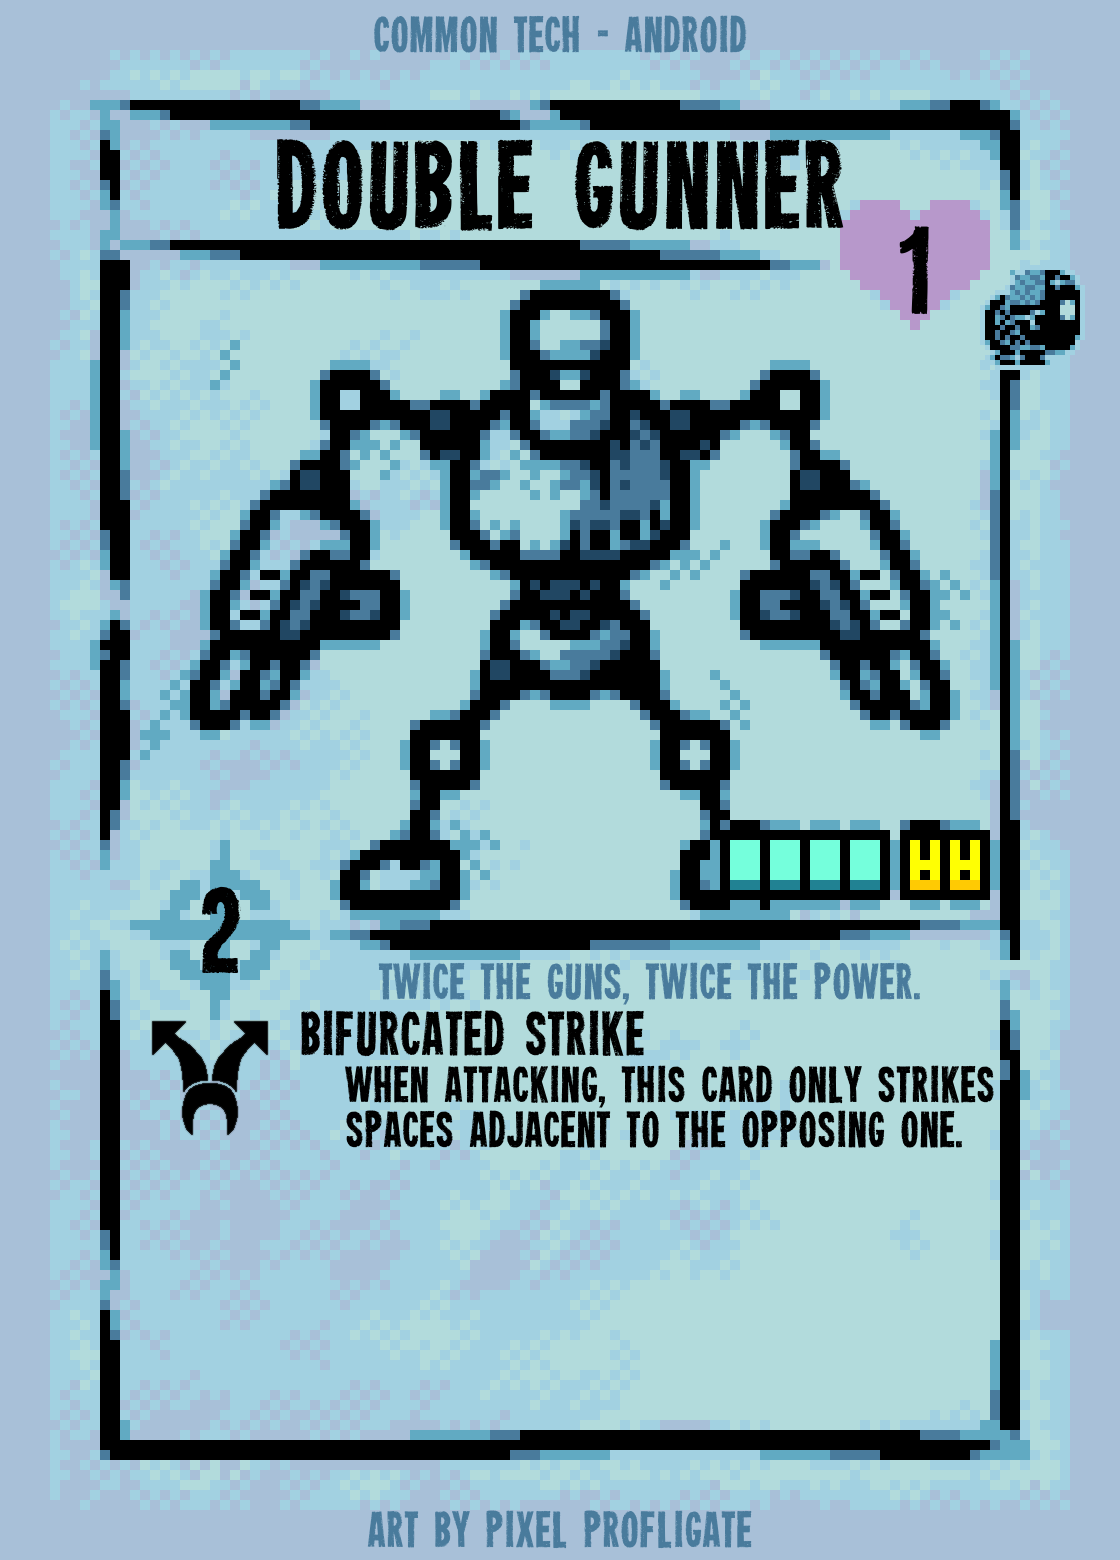 COMMON TECH - ANDROID
DOUBLE GUNNER
1
2
TWICE THE GUNS, TWICE THE POWER.
BIFURCATED STRIKE
WHEN ATTACKING, THIS CARD ONLY STRIKES
SPACES ADJACENT TO THE OPPOSING ONE.
ART BY PIXEL PROFLIGATE